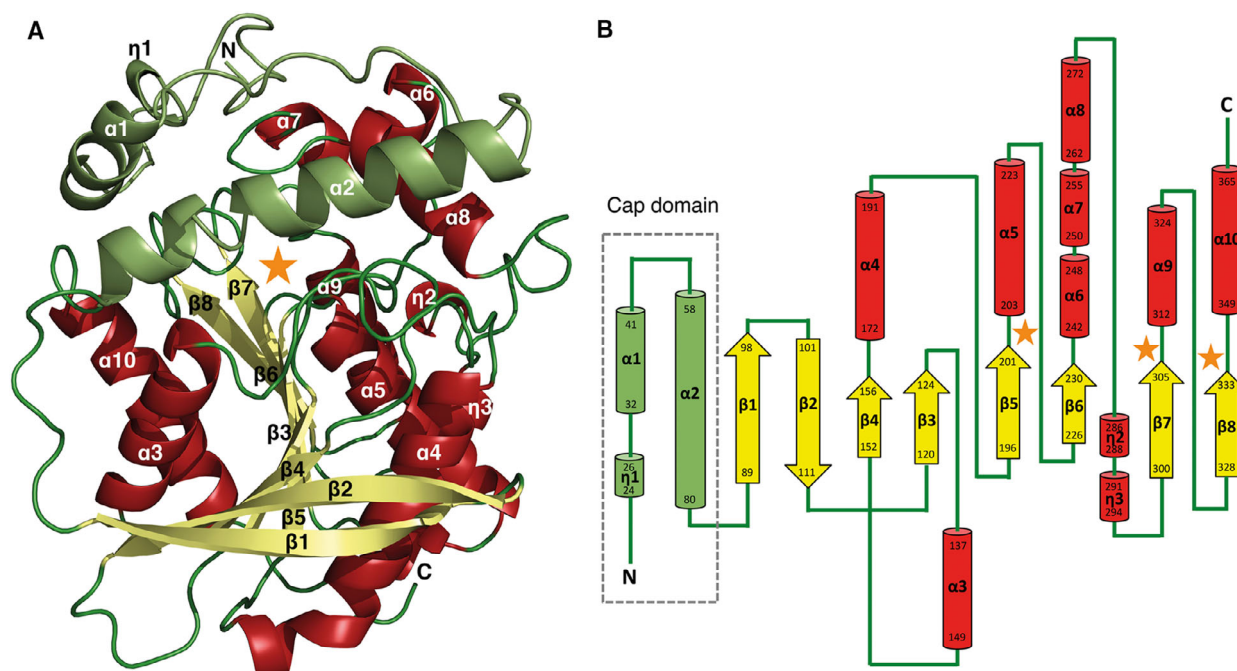 A
η1
N
α1
α7
α6
α2
α8
β7
β8
α9
η2
α10
β6
α5
η3
α3
β3
α4
β4
β2
β5
β1
C
B
Cap domain
41
α1
32
26
η1
24
N
58
α2
80
98
β1
89
101
β2
111
191
α4
172
156
β4
152
124
β3
120
137
α3
149
223
α5
203
201
β5
196
272
α8
262
255
α7
250
248
α6
242
230
β6
226
286
η2
288
291
η3
294
324
α9
312
305
β7
300
C
365
α10
349
333
β8
328